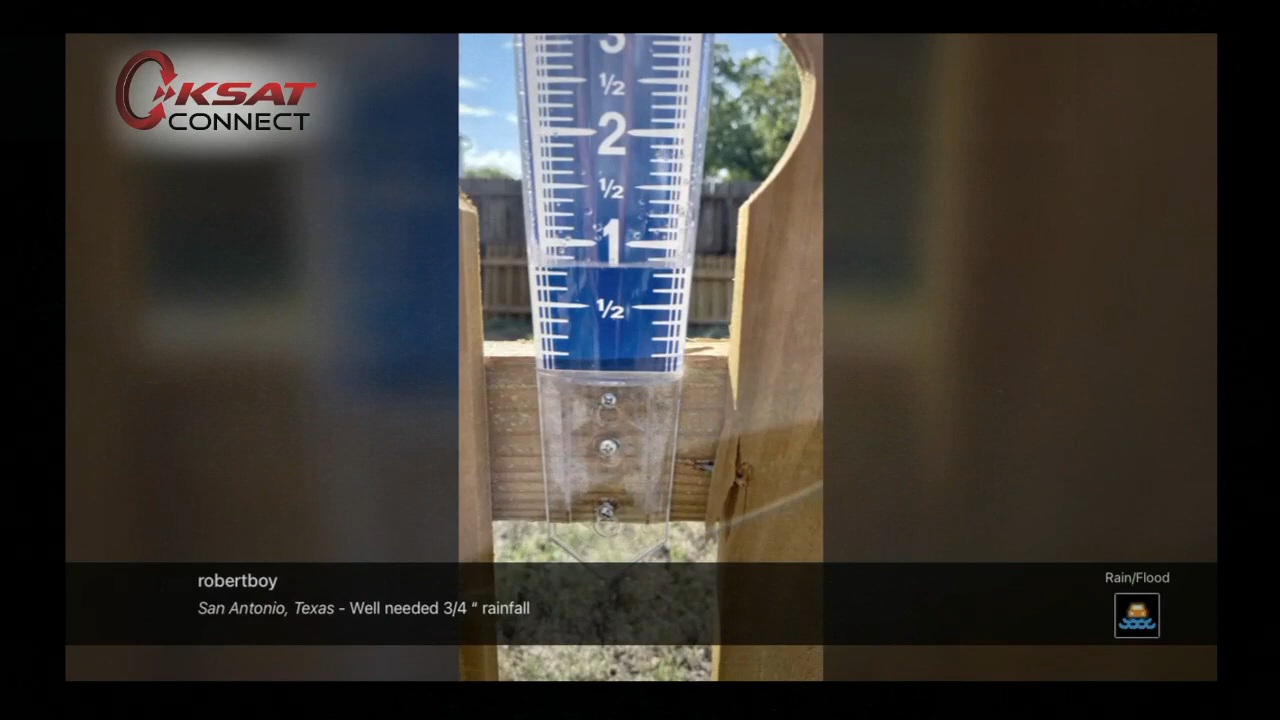 KSAT
CONNECT
3
1/2
2
1/2
1
1/2
robertboy
San Antonio, Texas - Well needed 3/4 " rainfall
Rain/Flood